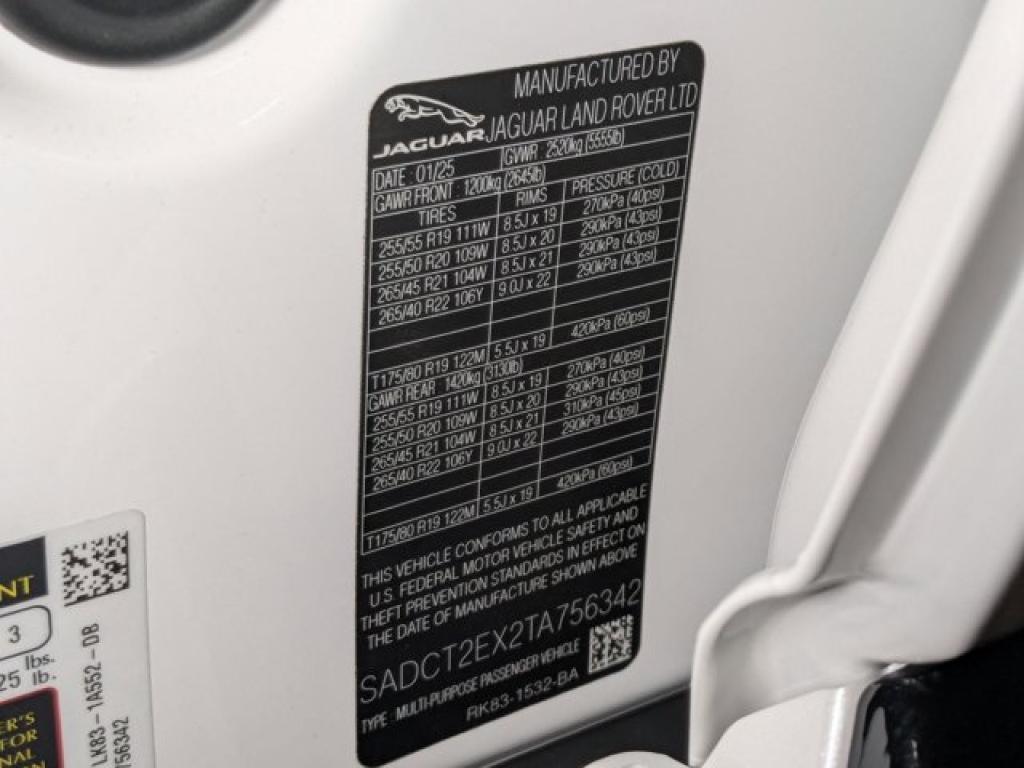 MANUFACTURED BY
JAGUAR LAND ROVER LTD
JAGUAR
DATE : 01/25 GVWR : 2520kg (5555lb)
GAWR FRONT : 1200kg (2645lb)
TIRES RIMS PRESSURE (COLD)
255/55 R19 111W 8.5J x 19 270kPa (40psi)
255/50 R20 109W 8.5J x 20 290kPa (43psi)
265/45 R21 104W 8.5J x 21 290kPa (43psi)
265/40 R22 106Y 9.0J x 22 290kPa (43psi)
T175/80 R19 122M 5.5J x 19 420kPa (60psi)
GAWR REAR : 1420kg (3130lb)
255/55 R19 111W 8.5J x 19 270kPa (40psi)
255/50 R20 109W 8.5J x 20 290kPa (43psi)
265/45 R21 104W 8.5J x 21 310kPa (45psi)
265/40 R22 106Y 9.0J x 22 290kPa (43psi)
T175/80 R19 122M 5.5J x 19 420kPa (60psi)
THIS VEHICLE CONFORMS TO ALL APPLICABLE
U.S. FEDERAL MOTOR VEHICLE SAFETY AND
THEFT PREVENTION STANDARDS IN EFFECT ON
THE DATE OF MANUFACTURE SHOWN ABOVE
SADCT2EX2TA756342
TYPE : MULTI-PURPOSE PASSENGER VEHICLE
RK83-1532-BA
NT
3
25 lbs.
lb.
ER'S
FOR
NAL
ON
LK83-1A552-DB
756342